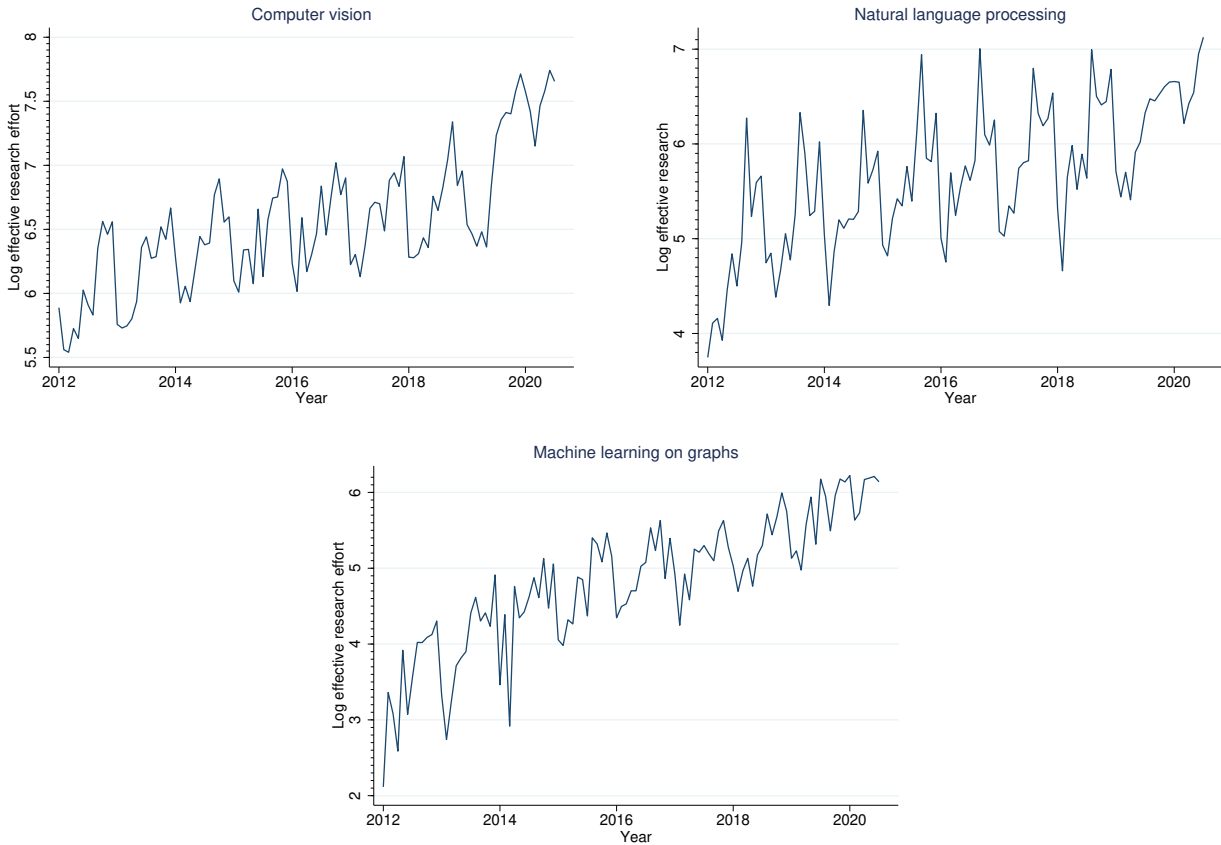 Computer vision
Log effective research effort
8
7.5
7
6.5
6
5.5
2012 2014 2016 2018 2020
Year
Natural language processing
Log effective research
7
6
5
4
2012 2014 2016 2018 2020
Year
Machine learning on graphs
Log effective research effort
6
5
4
3
2
2012 2014 2016 2018 2020
Year